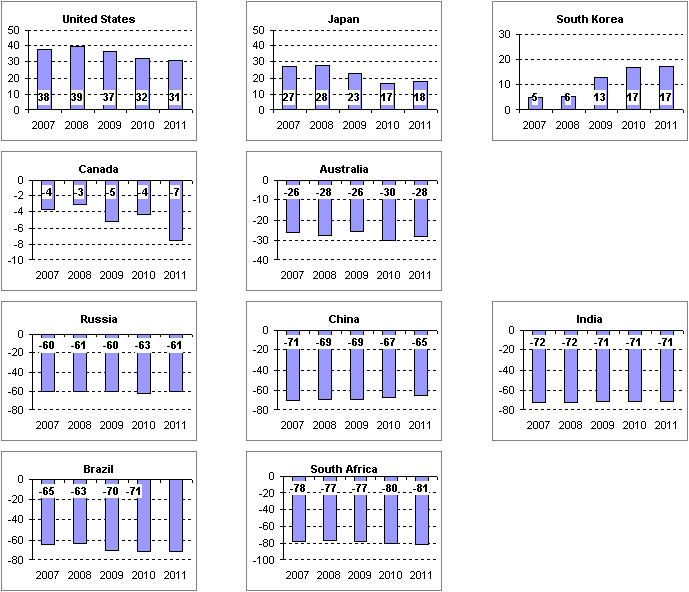 United States
50
40
30
20
10
0
38 39 37 32 31
2007 2008 2009 2010 2011
Japan
50
40
30
20
10
0
27 28 23 17 18
2007 2008 2009 2010 2011
South Korea
30
20
10
0
5 6 13 17 17
2007 2008 2009 2010 2011
Canada
0
-2
-4
-6
-8
-10
-4 -3 -5 -4 -7
2007 2008 2009 2010 2011
Australia
0
-10
-20
-30
-40
-26 -28 -26 -30 -28
2007 2008 2009 2010 2011
Russia
0
-20
-40
-60
-80
-60 -61 -60 -63 -61
2007 2008 2009 2010 2011
China
0
-20
-40
-60
-80
-71 -69 -69 -67 -65
2007 2008 2009 2010 2011
India
0
-20
-40
-60
-80
-72 -72 -71 -71 -71
2007 2008 2009 2010 2011
Brazil
0
-20
-40
-60
-80
-65 -63 -70 -71
2007 2008 2009 2010 2011
South Africa
0
-20
-40
-60
-80
-100
-78 -77 -77 -80 -81
2007 2008 2009 2010 2011